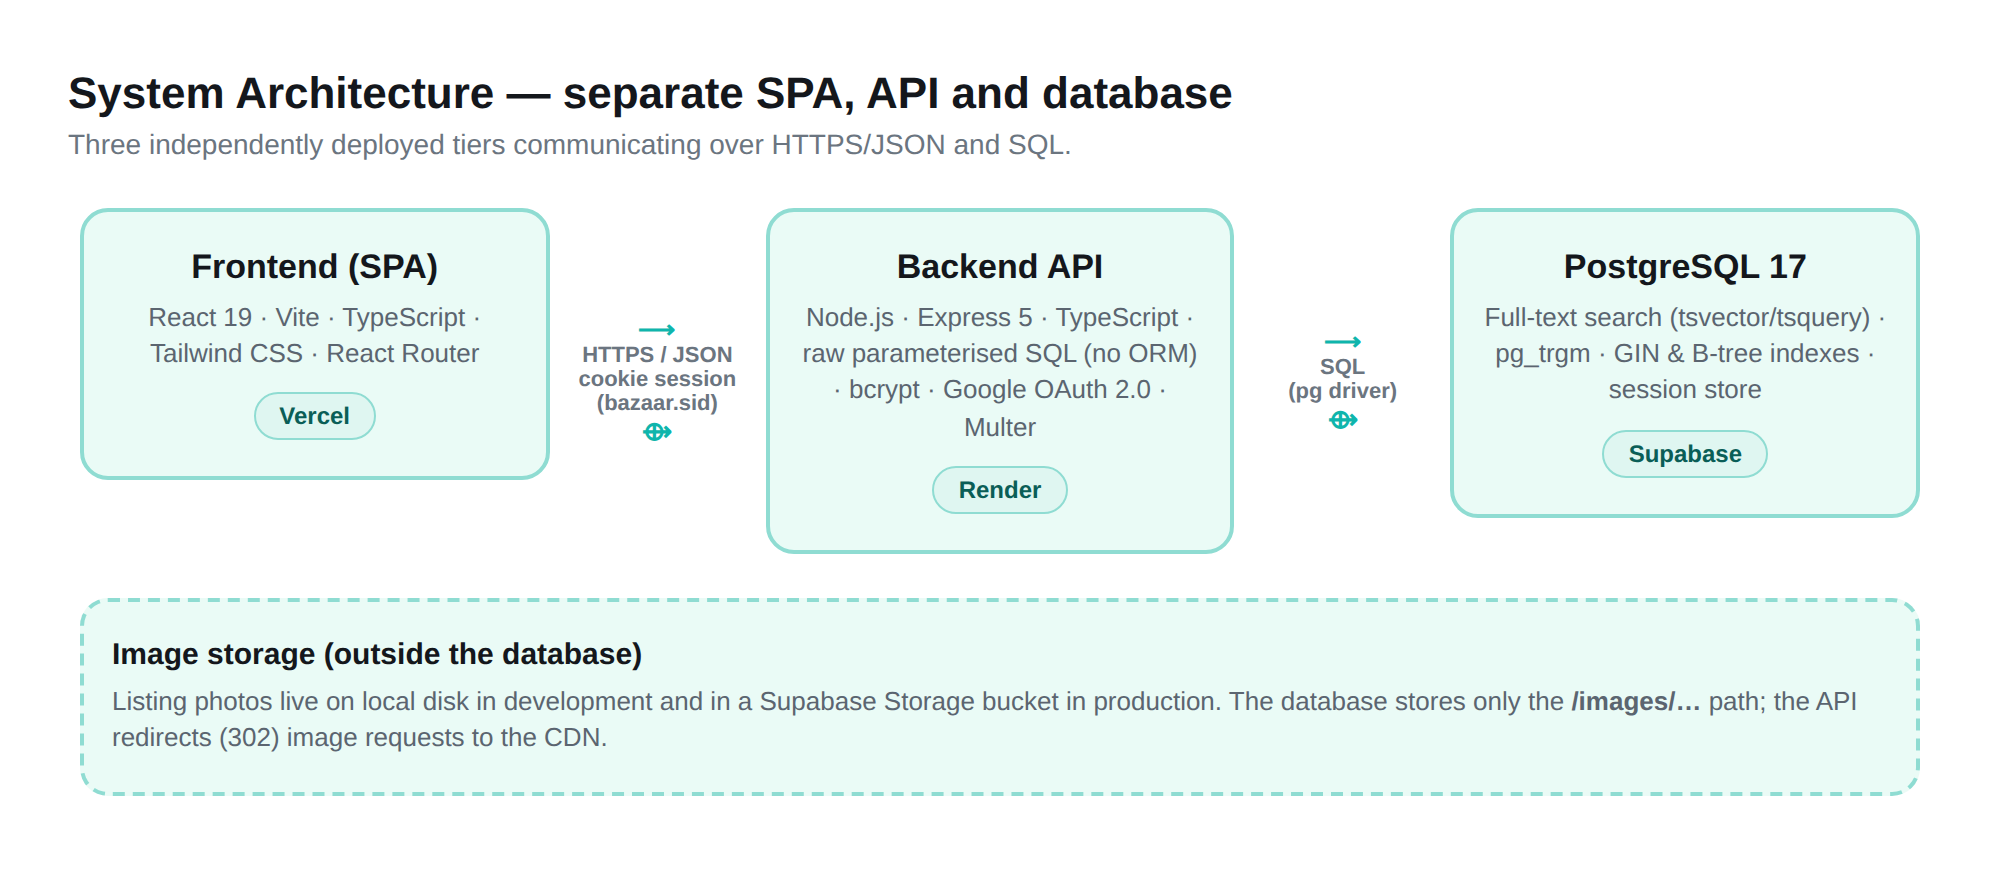 System Architecture — separate SPA, API and database
Three independently deployed tiers communicating over HTTPS/JSON and SQL.
Frontend (SPA)
React 19 · Vite · TypeScript ·
Tailwind CSS · React Router
Vercel
⟶
HTTPS / JSON
cookie session
(bazaar.sid)
⟴
Backend API
Node.js · Express 5 · TypeScript ·
raw parameterised SQL (no ORM)
· bcrypt · Google OAuth 2.0 ·
Multer
Render
⟶
SQL
(pg driver)
⟴
PostgreSQL 17
Full-text search (tsvector/tsquery) ·
pg_trgm · GIN & B-tree indexes ·
session store
Supabase
Image storage (outside the database)
Listing photos live on local disk in development and in a Supabase Storage bucket in production. The database stores only the /images/… path; the API
redirects (302) image requests to the CDN.